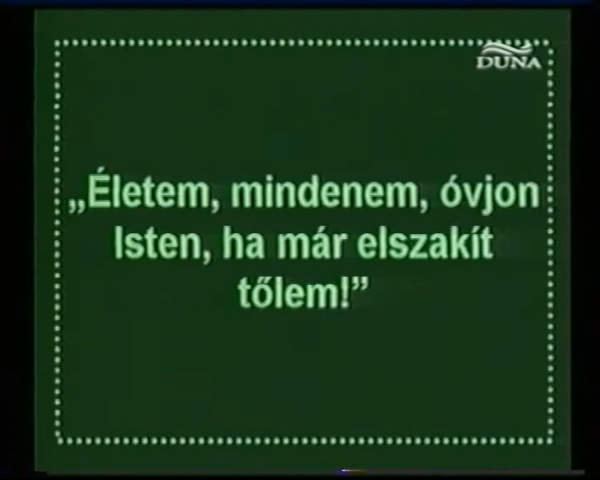 DUNA
„Életem, mindenem, óvjon
Isten, ha már elszakít
tőlem!”